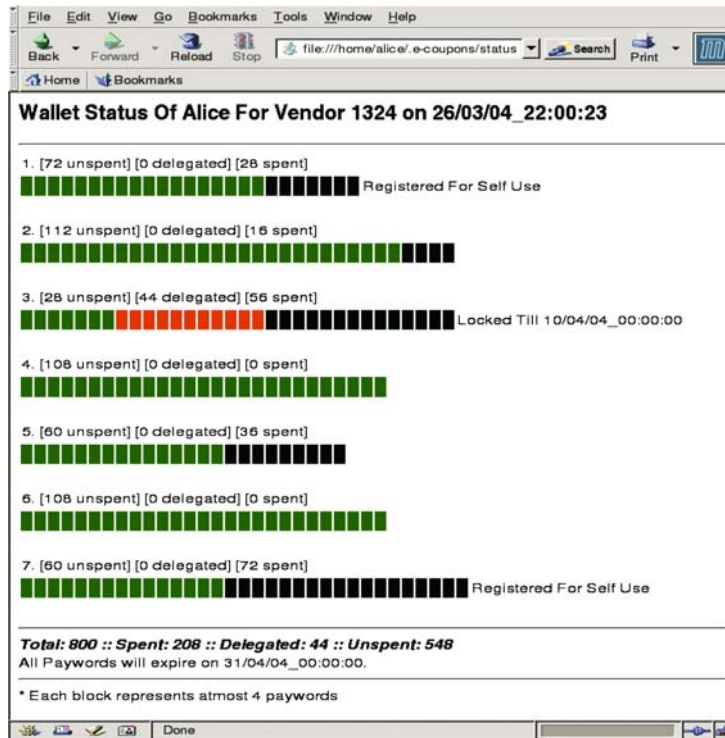 File Edit View Go Bookmarks Tools Window Help
Back Forward Reload Stop file:///home/alice/.e-coupons/status Search Print
Home Bookmarks
Wallet Status Of Alice For Vendor 1324 on 26/03/04_22:00:23
1. [72 unspent] [0 delegated] [28 spent]
Registered For Self Use
2. [112 unspent] [0 delegated] [16 spent]
3. [28 unspent] [44 delegated] [56 spent]
Locked Till 10/04/04_00:00:00
4. [108 unspent] [0 delegated] [0 spent]
5. [60 unspent] [0 delegated] [36 spent]
6. [108 unspent] [0 delegated] [0 spent]
7. [60 unspent] [0 delegated] [72 spent]
Registered For Self Use
Total: 800 :: Spent: 208 :: Delegated: 44 :: Unspent: 548
All Paywords will expire on 31/04/04_00:00:00.
* Each block represents atmost 4 paywords
Done